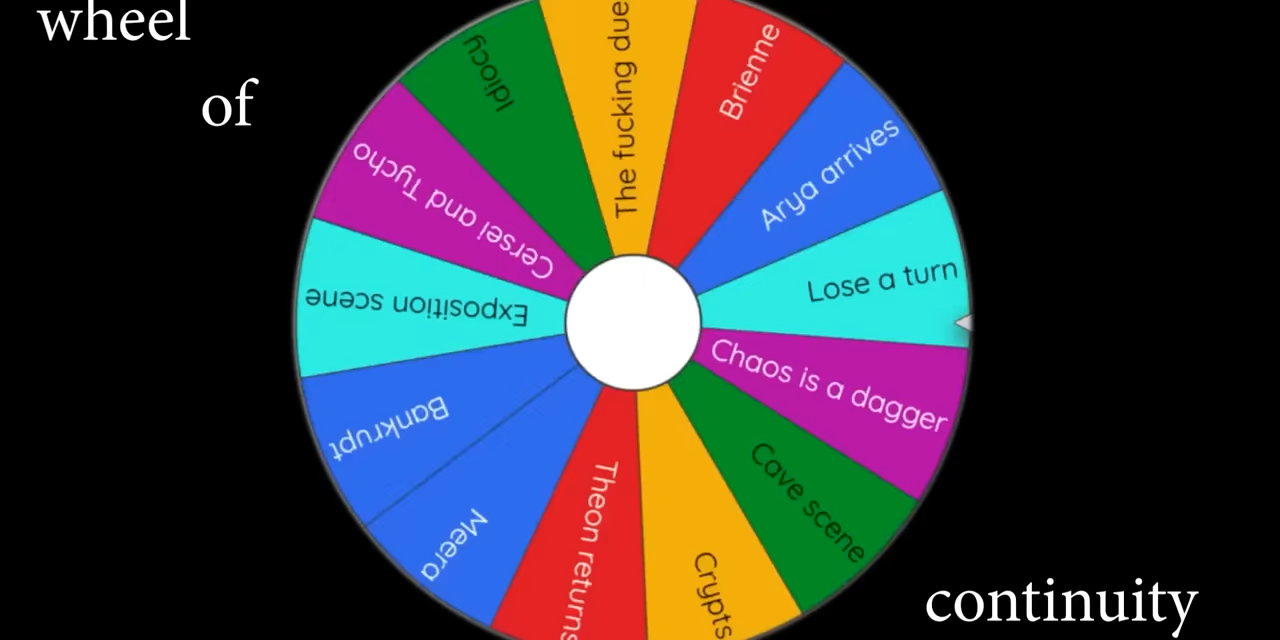 wheel
of
The fucking due
Brienne
Arya arrives
Lose a turn
Chaos is a dagger
Cave scene
Crypts
Theon returns
Meera
Bankrupt
Exposition scene
Cersei and Tycho
Idiocy
continuity